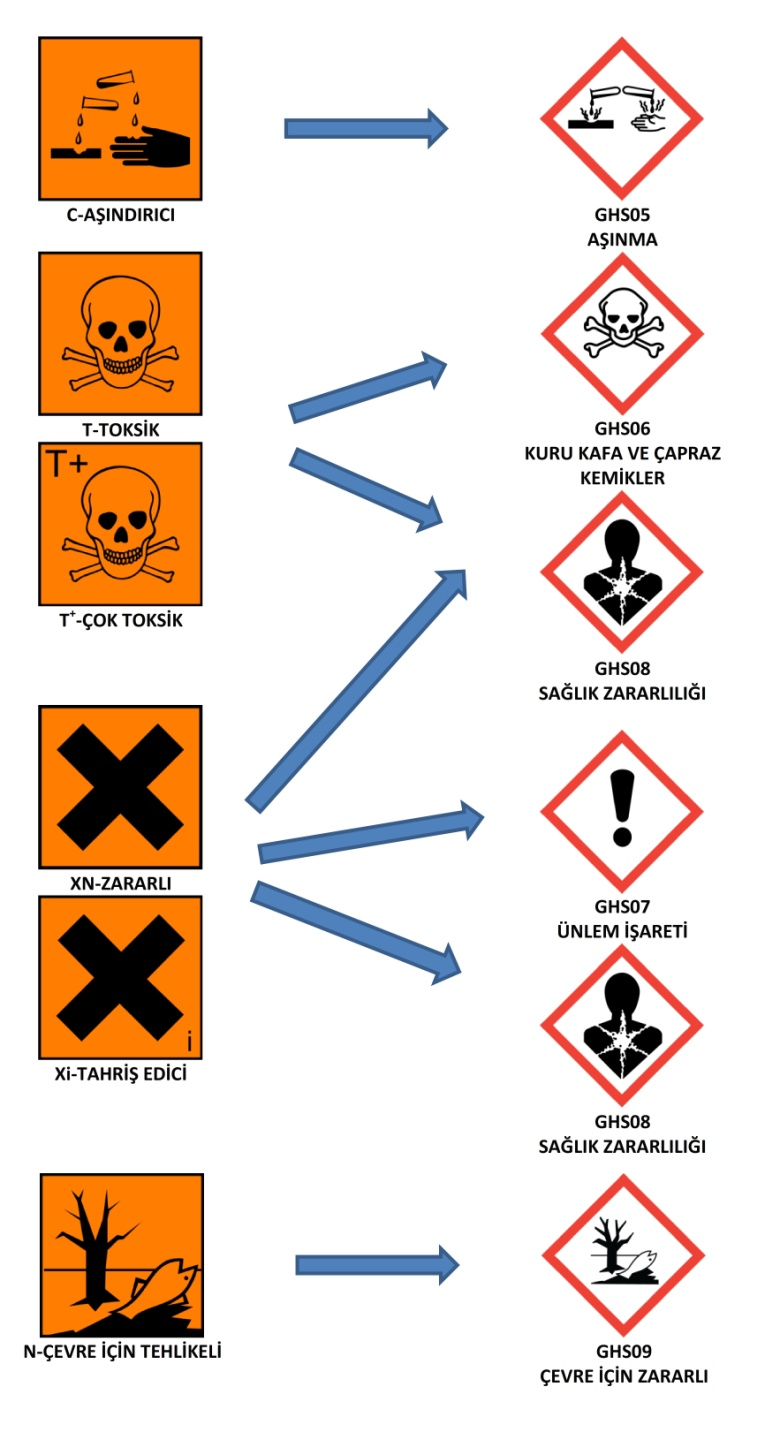 C-AŞINDIRICI
GHS05
AŞINMA
T-TOKSİK
GHS06
KURU KAFA VE ÇAPRAZ
KEMİKLER
T+
T⁺-ÇOK TOKSİK
GHS08
SAĞLIK ZARARLILIĞI
XN-ZARARLI
GHS07
ÜNLEM İŞARETİ
i
Xi-TAHRİŞ EDİCİ
GHS08
SAĞLIK ZARARLILIĞI
N-ÇEVRE İÇİN TEHLİKELİ
GHS09
ÇEVRE İÇİN ZARARLI